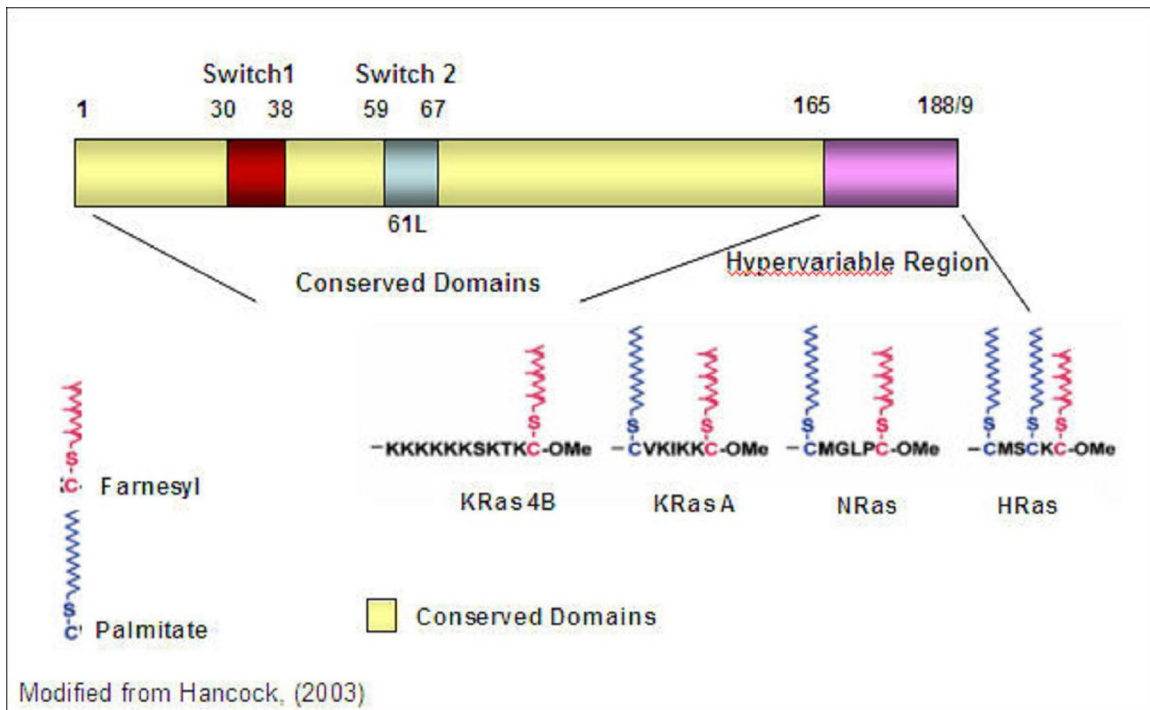 Switch1 Switch 2
1 30 38 59 67 165 188/9
61L
Hypervariable Region
Conserved Domains
S S S S S S S S
-KKKKKKSKTKC-OMe -CVKIKKC-OMe -CMGLPC-OMe -CMSCKC-OMe
KRas 4B KRas A NRas HRas
S
C Farnesyl
S
C Palmitate
Conserved Domains
Modified from Hancock, (2003)